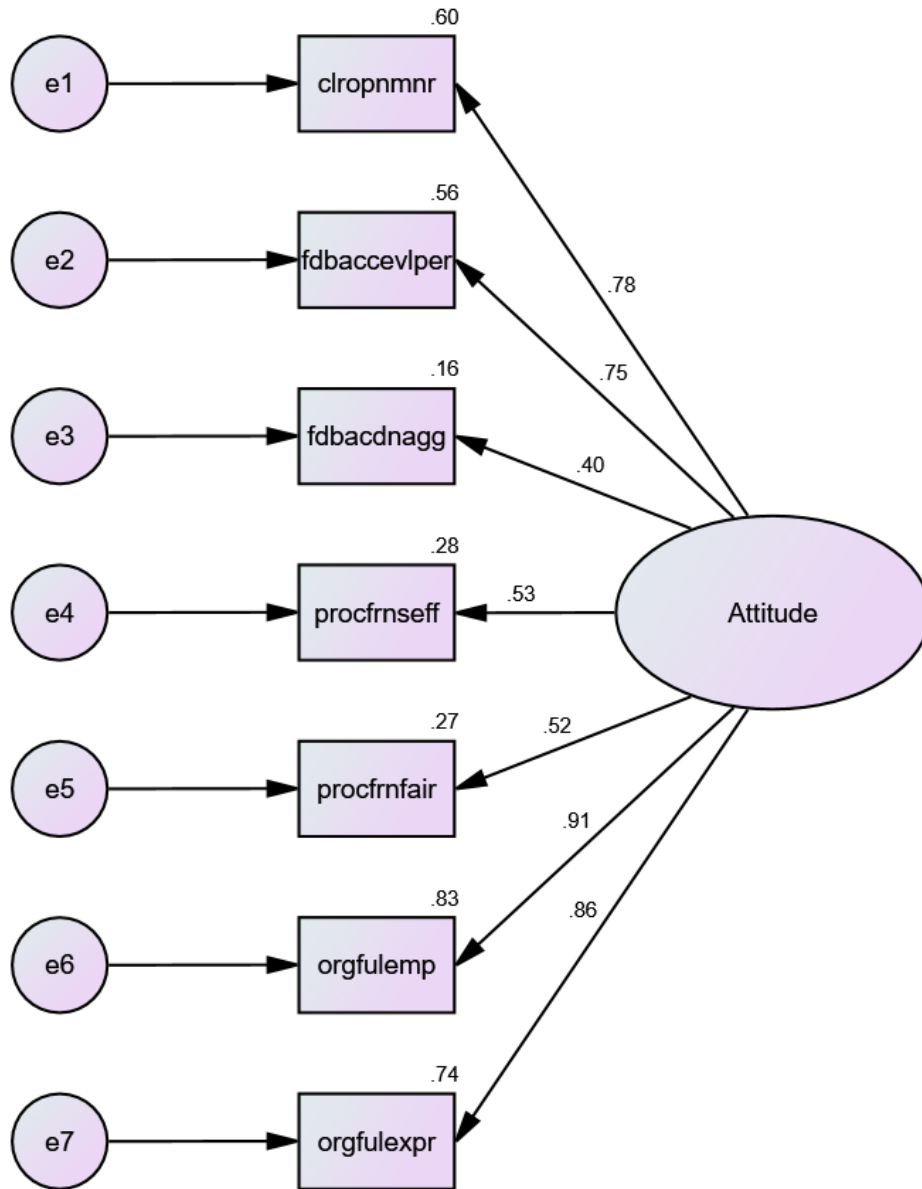 .60
e1
clropnmnr
.56
e2
fdbaccevlper
.78
.75
.16
e3
fdbacdnagg
.40
.28
e4
procfrnseff
.53
Attitude
.27
e5
procfrnfair
.52
.91
.83
.86
e6
orgfulemp
.74
e7
orgfulexpr